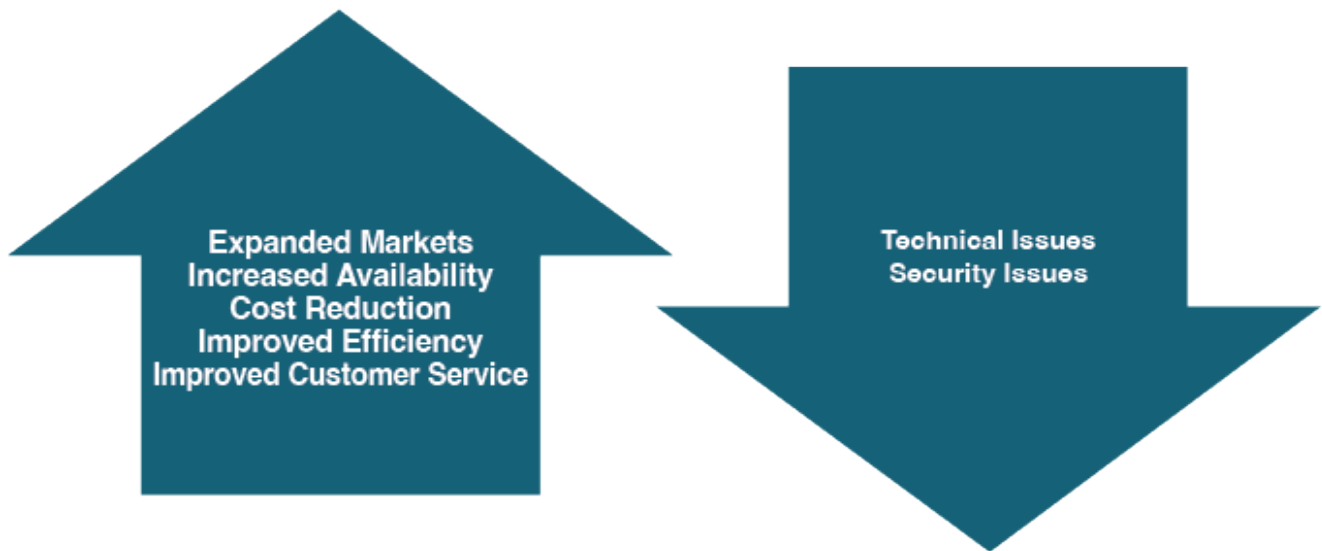 Expanded Markets
Increased Availability
Cost Reduction
Improved Efficiency
Improved Customer Service
Technical Issues
Security Issues